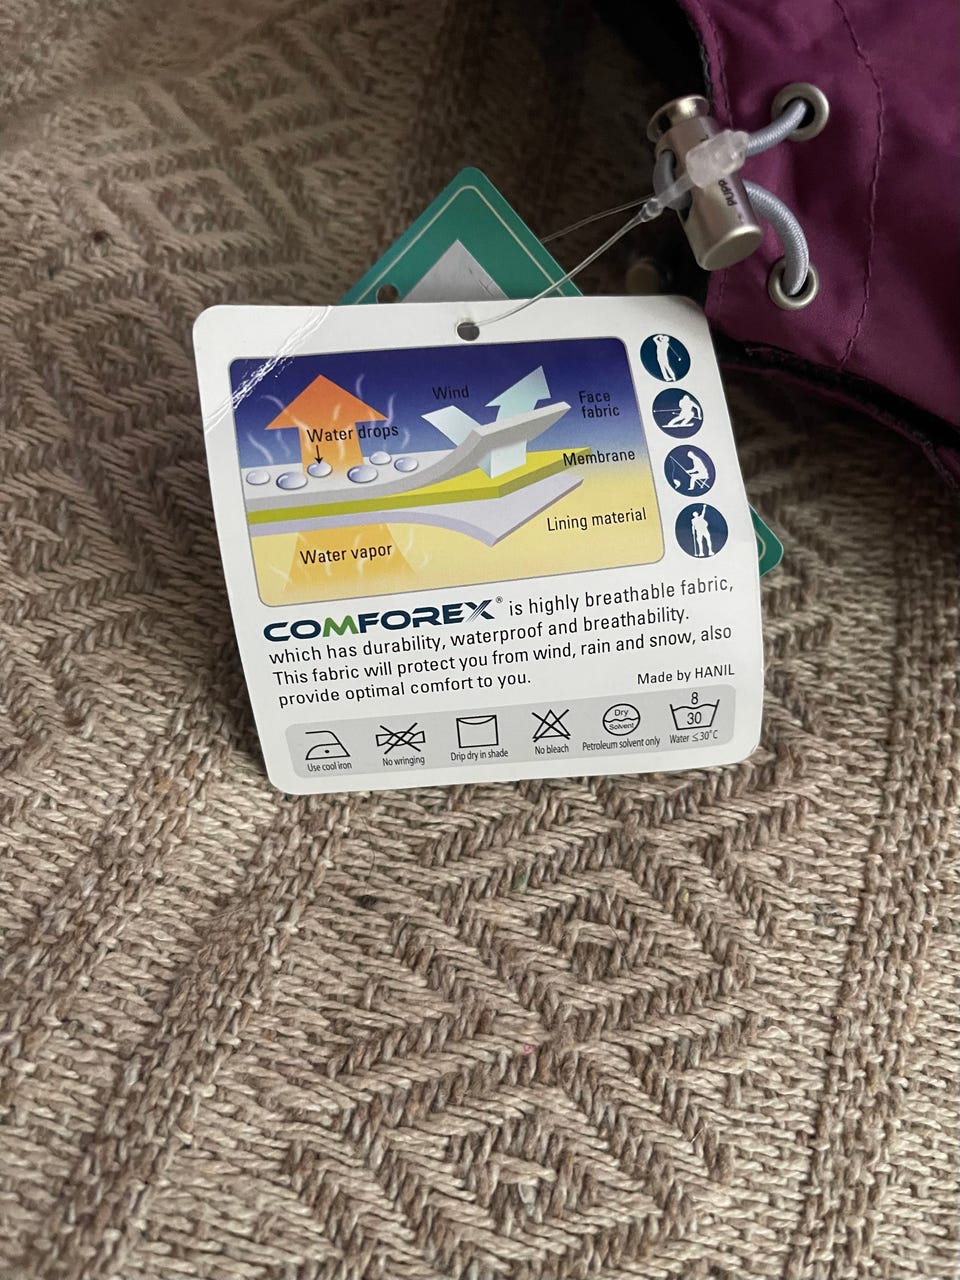 Wind
Face
fabric
Water drops
Membrane
Lining material
Water vapor
COMFOREX® is highly breathable fabric,
which has durability, waterproof and breathability.
This fabric will protect you from wind, rain and snow, also
provide optimal comfort to you.
Made by HANIL
8
30
Dry
Solvent
Use cool iron
No wringing
Drip dry in shade
No bleach
Petroleum solvent only
Water ≤30°C